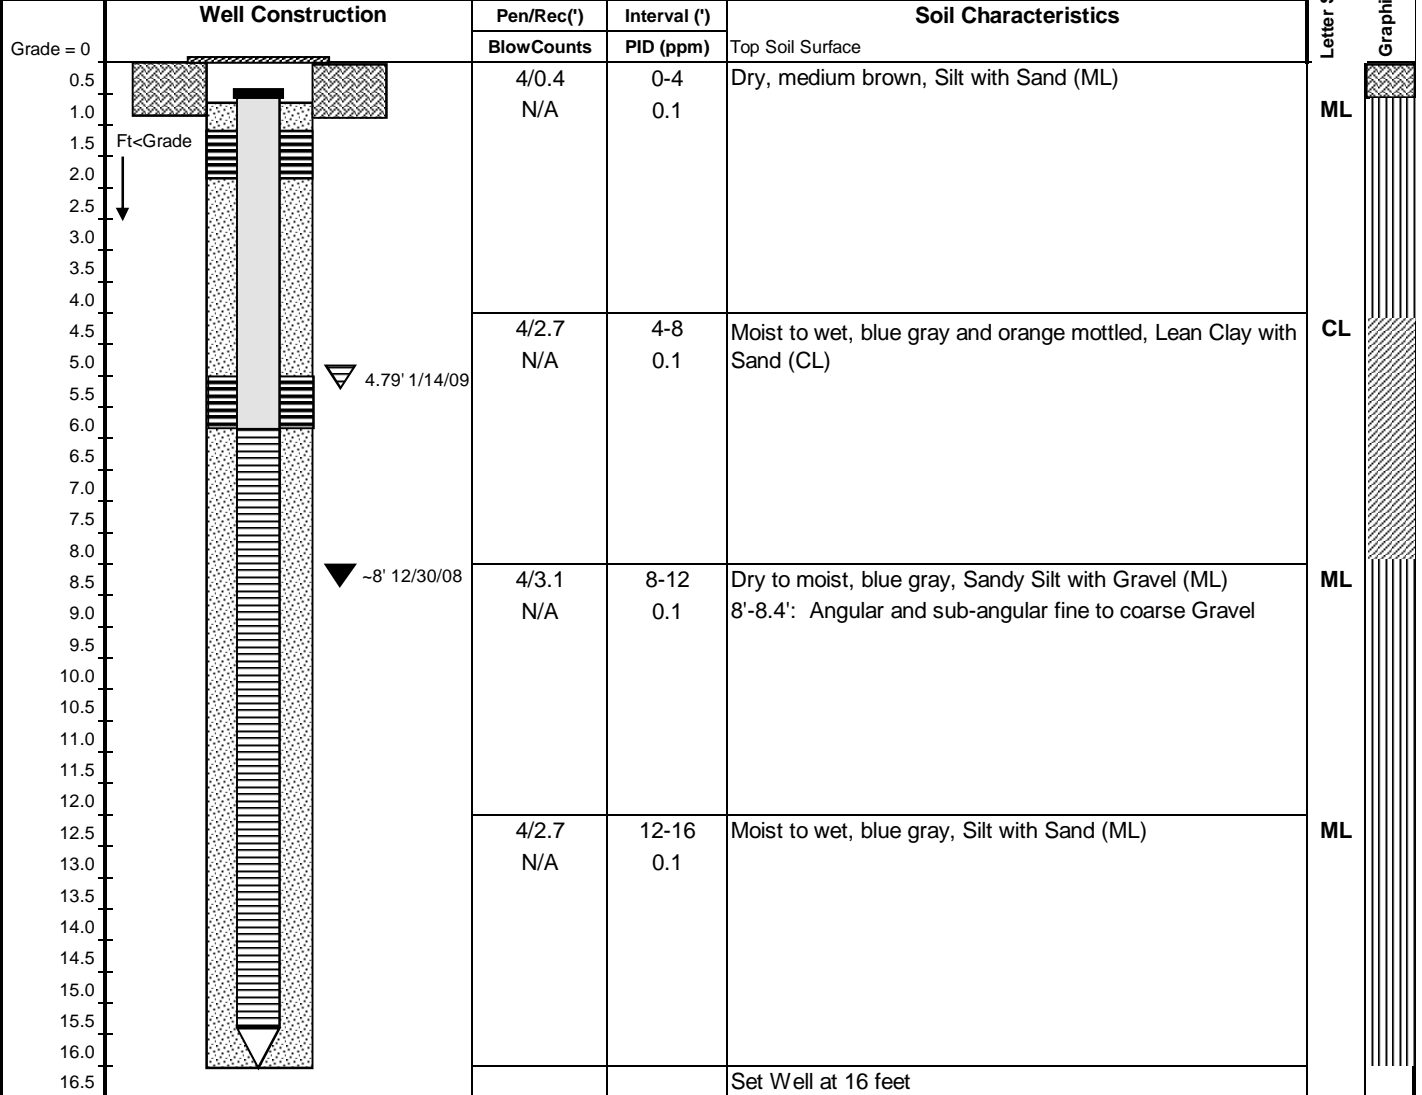 Well Construction Pen/Rec(') Interval (') Soil Characteristics
Letter S
Graphi
Grade = 0 BlowCounts PID (ppm) Top Soil Surface
0.5 4/0.4 0-4 Dry, medium brown, Silt with Sand (ML)
1.0 N/A 0.1 ML
1.5 Ft<Grade
2.0
2.5
3.0
3.5
4.0
4.5 4/2.7 4-8 Moist to wet, blue gray and orange mottled, Lean Clay with CL
5.0 N/A 0.1 Sand (CL)
4.79' 1/14/09
5.5
6.0
6.5
7.0
7.5
8.0
8.5 ~8' 12/30/08 4/3.1 8-12 Dry to moist, blue gray, Sandy Silt with Gravel (ML) ML
9.0 N/A 0.1 8'-8.4': Angular and sub-angular fine to coarse Gravel
9.5
10.0
10.5
11.0
11.5
12.0
12.5 4/2.7 12-16 Moist to wet, blue gray, Silt with Sand (ML) ML
13.0 N/A 0.1
13.5
14.0
14.5
15.0
15.5
16.0
16.5 Set Well at 16 feet